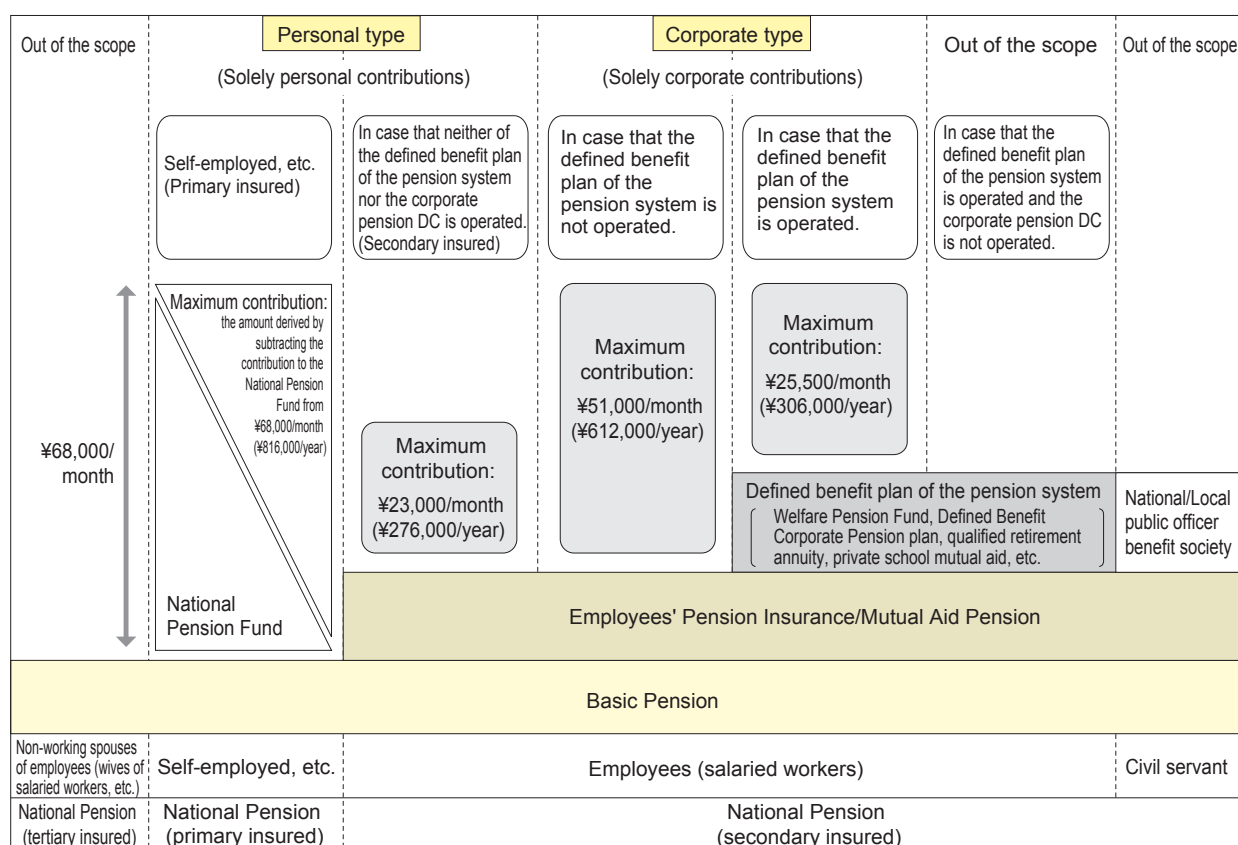 Out of the scope
Personal type
(Solely personal contributions)
Corporate type
(Solely corporate contributions)
Out of the scope
Out of the scope
Self-employed, etc.
(Primary insured)
In case that neither of
the defined benefit plan
of the pension system
nor the corporate
pension DC is operated.
(Secondary insured)
In case that the
defined benefit
plan of the
pension system is
not operated.
In case that the
defined benefit
plan of the
pension system
is operated.
In case that the
defined benefit plan
of the pension system
is operated and the
corporate pension DC
is not operated.
¥68,000/
month
Maximum contribution:
the amount derived by
subtracting the
contribution to the
National Pension
Fund from
¥68,000/month
(¥816,000/year)
National
Pension Fund
Maximum
contribution:
¥23,000/month
(¥276,000/year)
Maximum
contribution:
¥51,000/month
(¥612,000/year)
Maximum
contribution:
¥25,500/month
(¥306,000/year)
Defined benefit plan of the pension system
Welfare Pension Fund, Defined Benefit
Corporate Pension plan, qualified retirement
annuity, private school mutual aid, etc.
National/Local
public officer
benefit society
Employees' Pension Insurance/Mutual Aid Pension
Basic Pension
Non-working spouses
of employees (wives of
salaried workers, etc.)
Self-employed, etc.
Employees (salaried workers)
Civil servant
National Pension
(tertiary insured)
National Pension
(primary insured)
National Pension
(secondary insured)